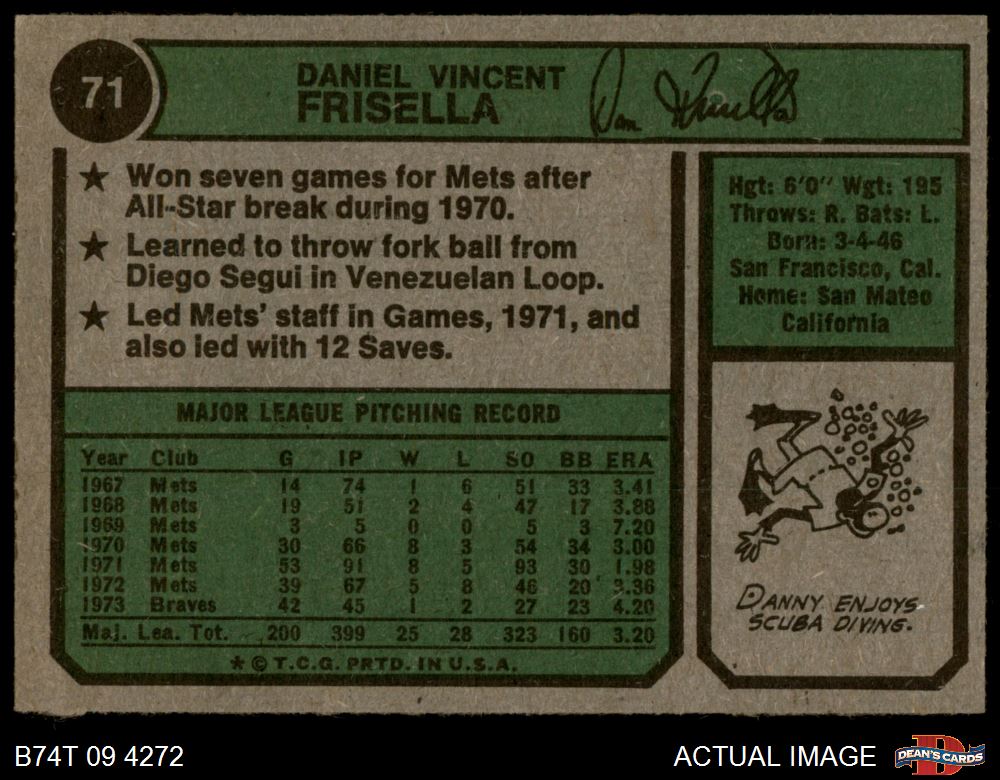 71
DANIEL VINCENT
FRISELLA
Dan Frisella
★ Won seven games for Mets after
All-Star break during 1970.
★ Learned to throw fork ball from
Diego Segui in Venezuelan Loop.
★ Led Mets' staff in Games, 1971, and
also led with 12 Saves.
Hgt: 6'0" Wgt: 195
Throws: R. Bats: L.
Born: 3-4-46
San Francisco, Cal.
Home: San Mateo
California
MAJOR LEAGUE PITCHING RECORD
Year Club G IP W L SO BB ERA
1967 Mets 14 74 1 6 51 33 3.41
1968 Mets 19 51 2 4 47 17 3.88
1969 Mets 3 5 0 0 5 3 7.20
1970 Mets 30 66 8 3 54 34 3.00
1971 Mets 53 91 8 5 93 30 1.98
1972 Mets 39 67 5 8 46 20 3.36
1973 Braves 42 45 1 2 27 23 4.20
Maj. Lea. Tot. 200 399 25 28 323 160 3.20
★ © T.C.G. PRTD. IN U.S.A.
DANNY ENJOYS
SCUBA DIVING.
B74T 09 4272
ACTUAL IMAGE
DEAN'S CARDS